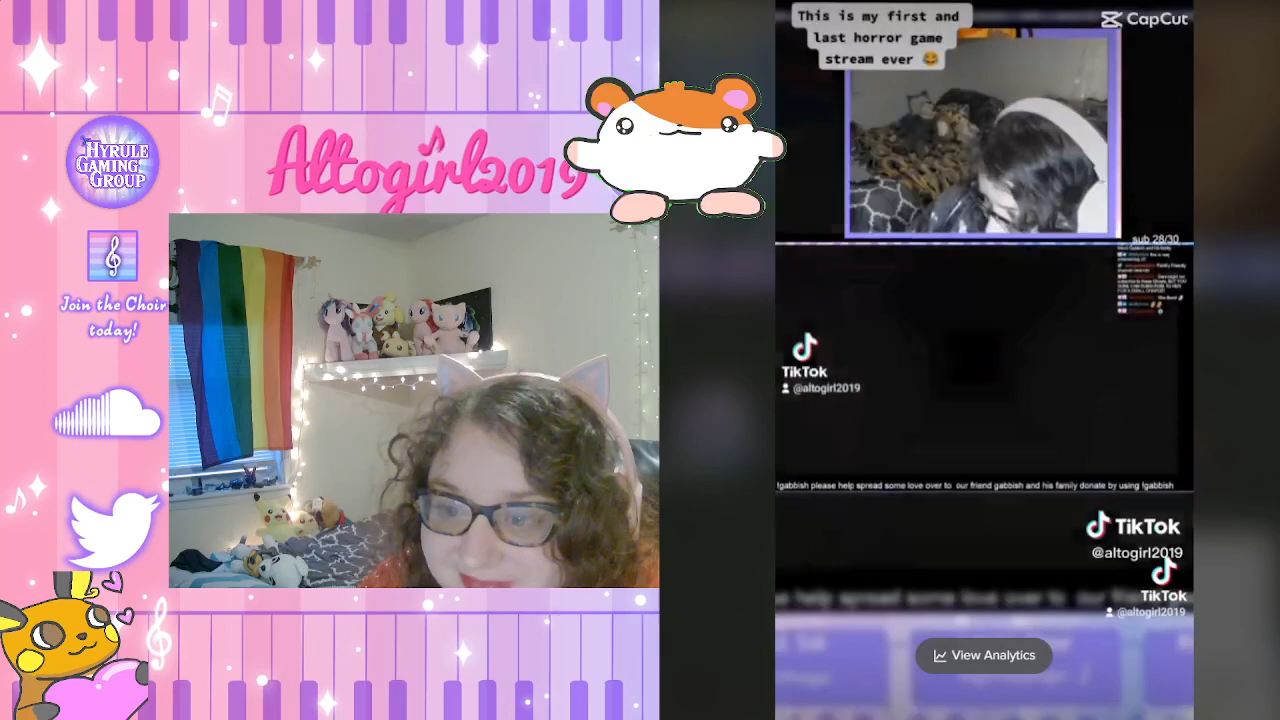 This is my first and
last horror game
stream ever 😂
CapCut
HYRULE
GAMING
GROUP
Altogirl2019
Join the Choir
today!
sub 28/30
TikTok
@altogirl2019
!gabbish please help spread some love over to our friend gabbish and his family donate by using !gabbish
TikTok
@altogirl2019
TikTok
@altogirl2019
View Analytics